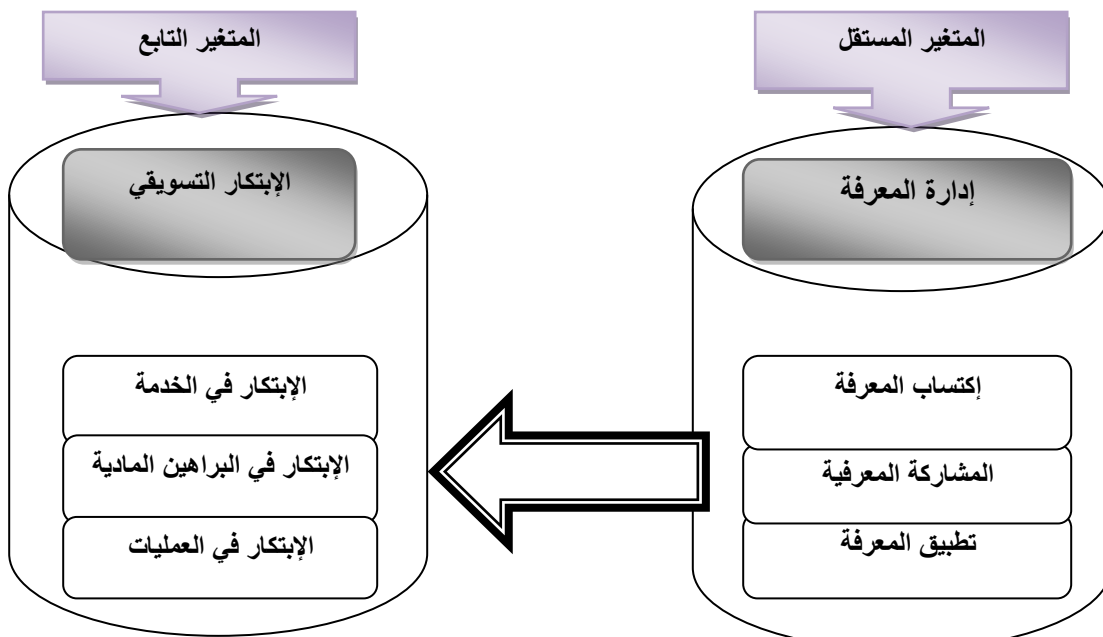 المتغير المستقل
المتغير التابع
إدارة المعرفة
الإبتكار التسويقي
إكتساب المعرفة
الإبتكار في الخدمة
المشاركة المعرفية
الإبتكار في البراهين المادية
تطبيق المعرفة
الإبتكار في العمليات